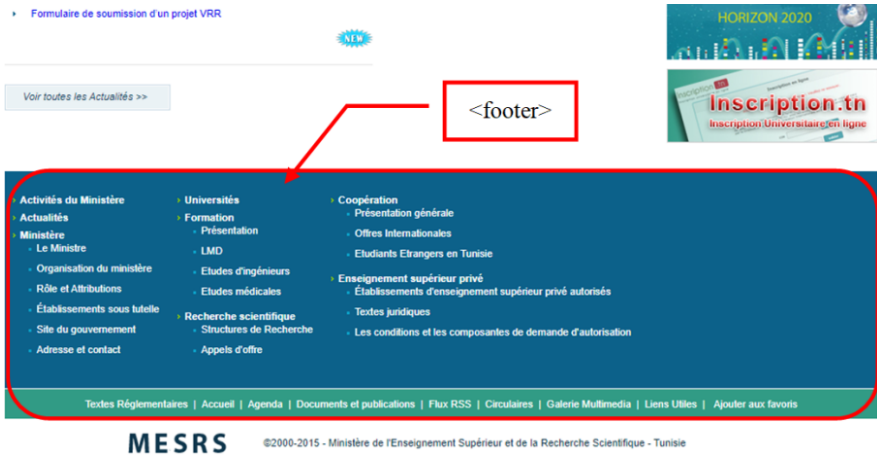 Formulaire de soumission d'un projet VRR
NEW
Voir toutes les Actualités >>
HORIZON 2020
Inscription.tn
Inscription Universitaire en ligne
<footer>
Activités du Ministère
Actualités
Ministère
Le Ministre
Organisation du ministère
Rôle et Attributions
Établissements sous tutelle
Site du gouvernement
Adresse et contact
Universités
Formation
Présentation
LMD
Etudes d'ingénieurs
Etudes médicales
Recherche scientifique
Structures de Recherche
Appels d'offre
Coopération
Présentation générale
Offres Internationales
Etudiants Etrangers en Tunisie
Enseignement supérieur privé
Établissements d'enseignement supérieur privé autorisés
Textes juridiques
Les conditions et les composantes de demande d'autorisation
Textes Réglementaires | Accueil | Agenda | Documents et publications | Flux RSS | Circulaires | Galerie Multimedia | Liens Utiles | Ajouter aux favoris
MESRS ©2000-2015 - Ministère de l'Enseignement Supérieur et de la Recherche Scientifique - Tunisie